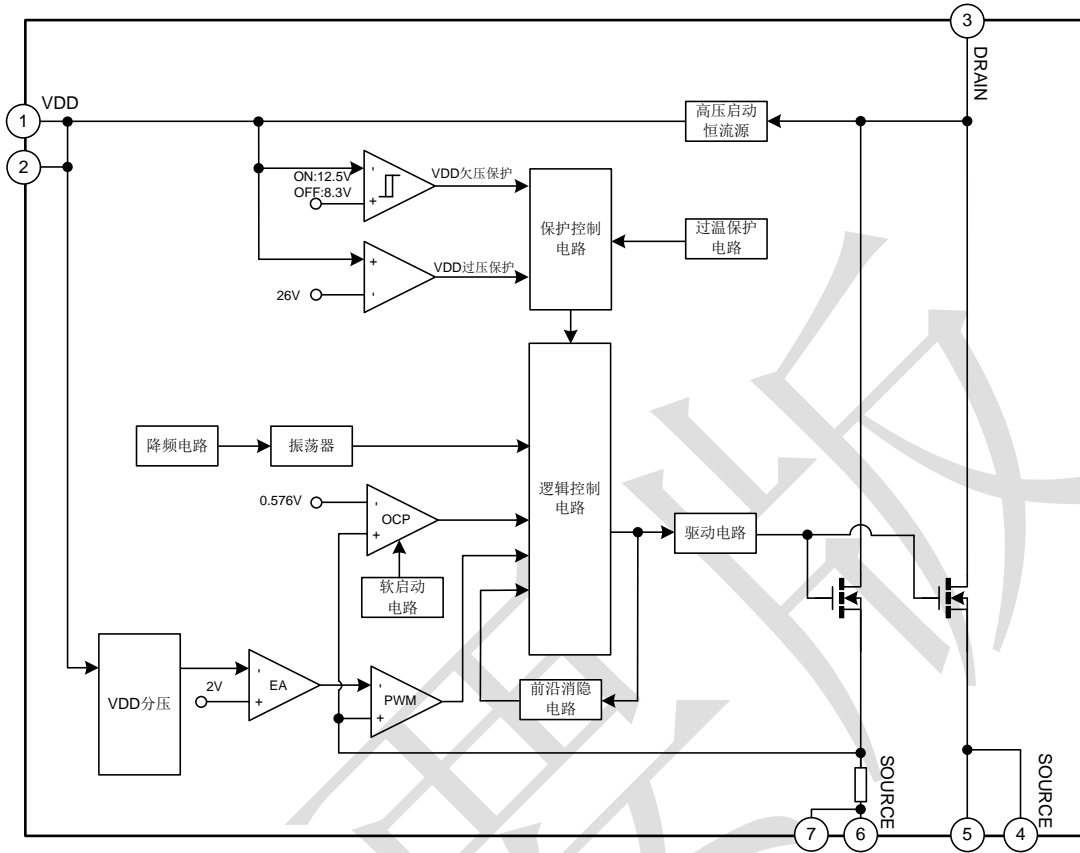 3
DRAIN
VDD
1
2
高压启动
恒流源
-
ON:12.5V
OFF:8.3V
+
VDD欠压保护
保护控制
电路
过温保护
电路
+
VDD过压保护
26V
-
降频电路
振荡器
逻辑控制
电路
0.576V
-
OCP
+
驱动电路
软启动
电路
VDD分压
-
2V
EA
+
-
PWM
+
前沿消隐
电路
SOURCE
SOURCE
7
6
5
4